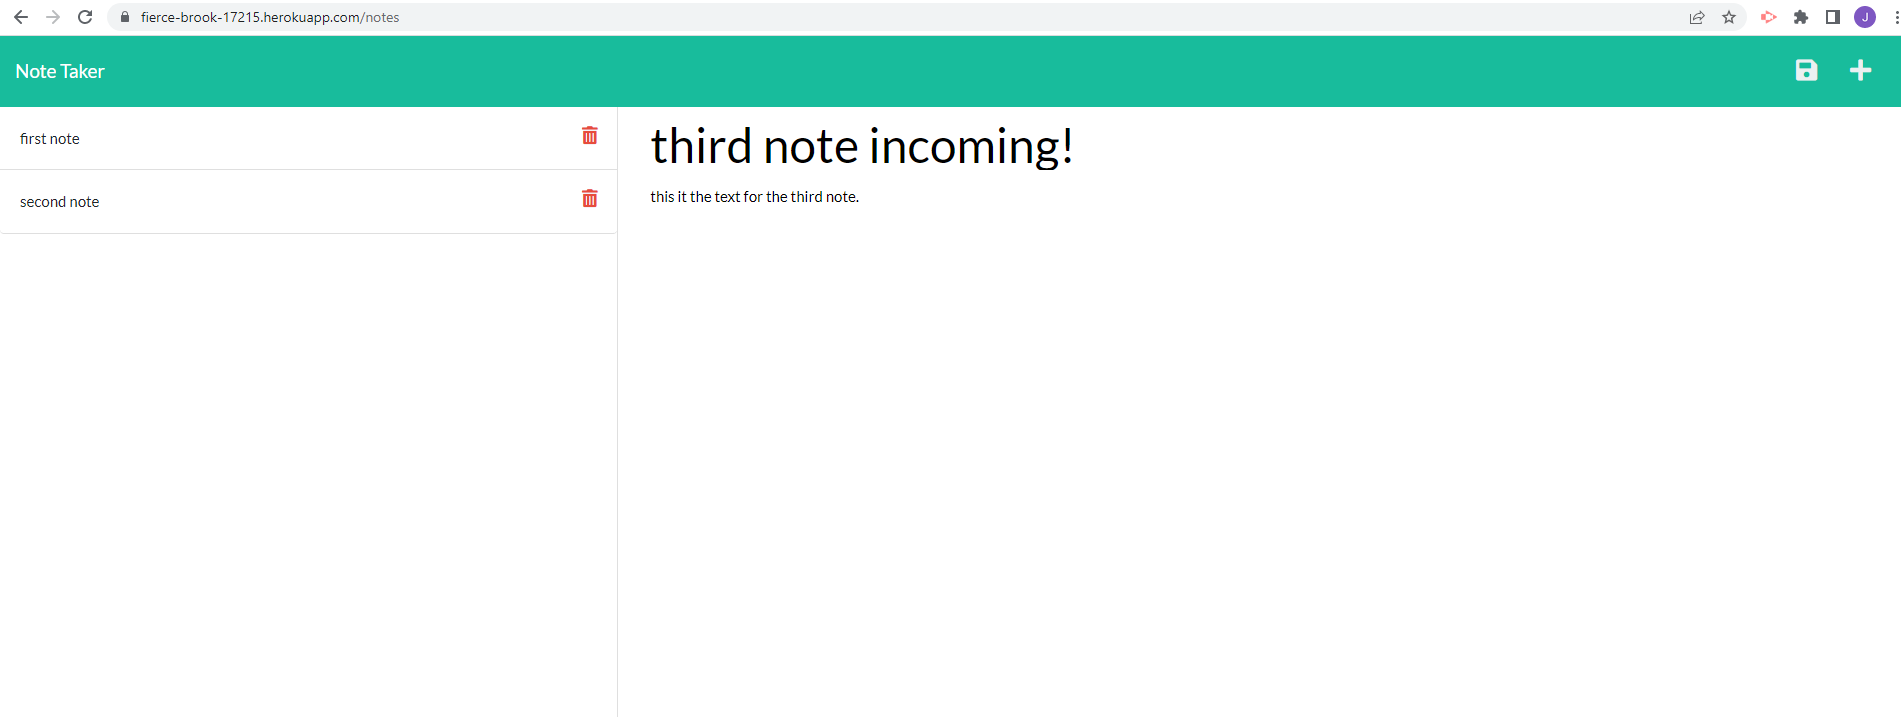 fierce-brook-17215.herokuapp.com/notes
J
Note Taker
first note
second note
third note incoming!
this it the text for the third note.